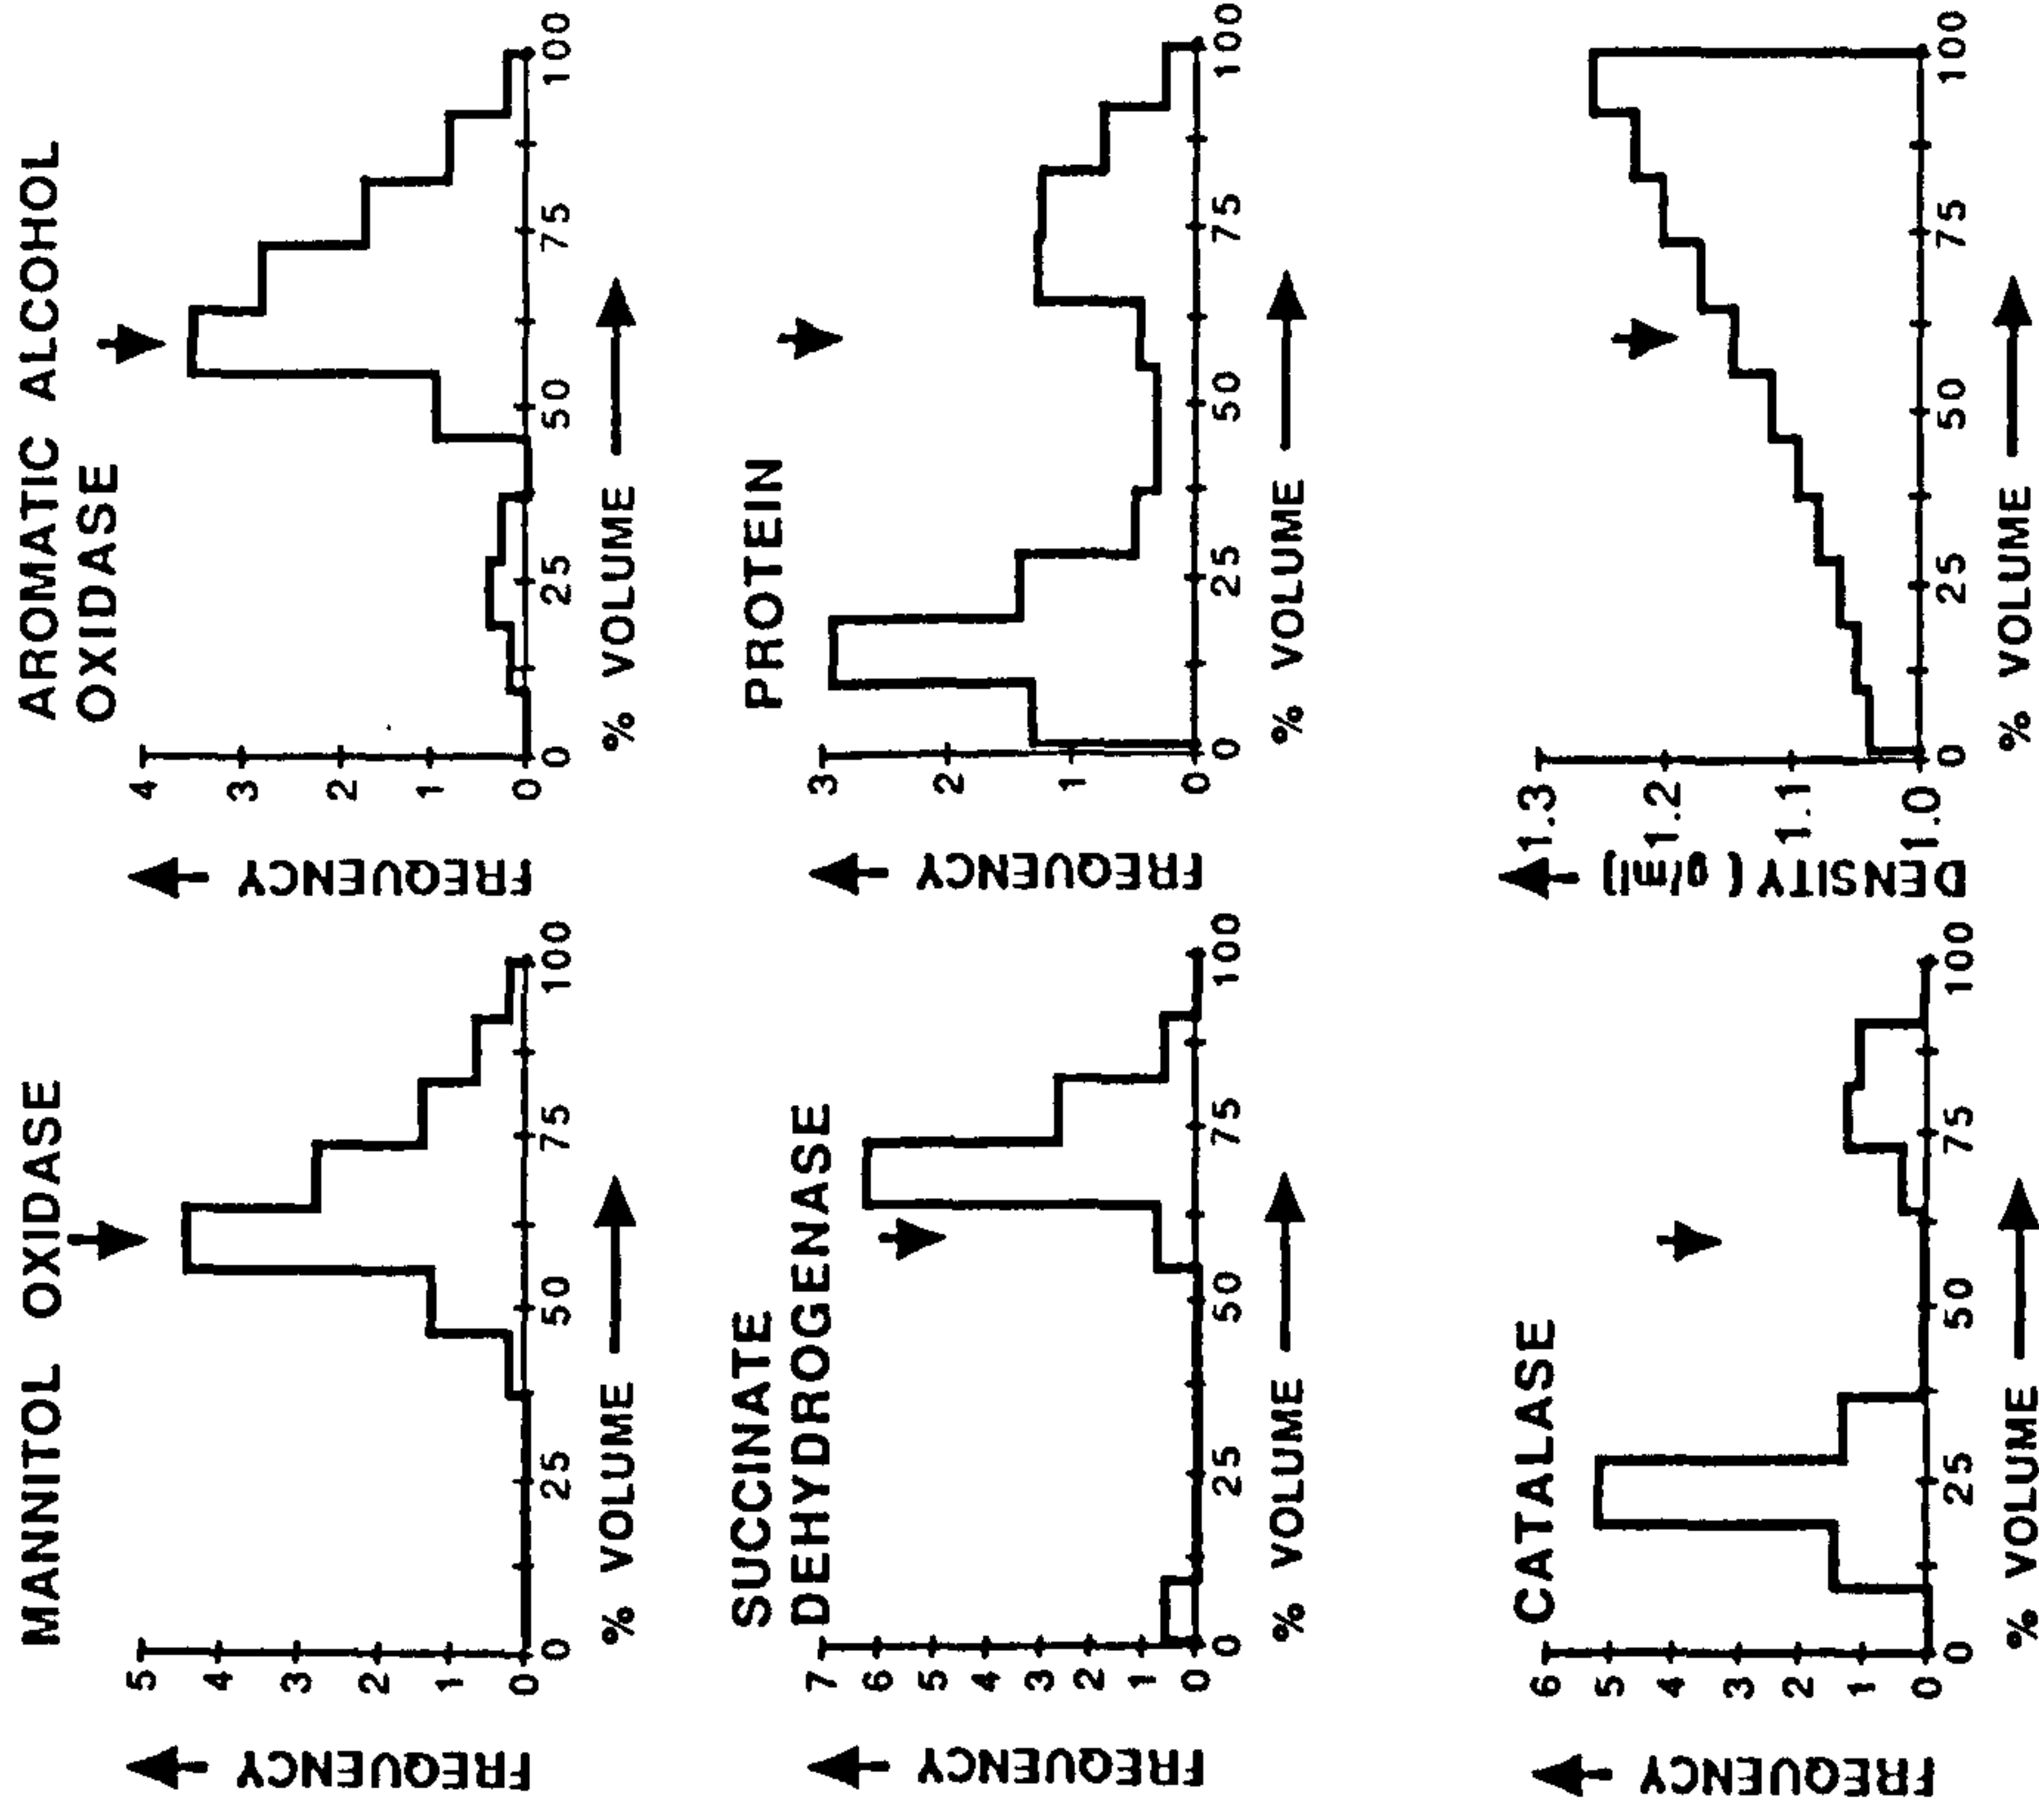 MANNITOL OXIDASE
FREQUENCY
5
4
3
2
1
0
0 25 50 75 100
% VOLUME
AROMATIC ALCOHOL
OXIDASE
FREQUENCY
4
3
2
1
0
0 25 50 75 100
% VOLUME
SUCCINATE
DEHYDROGENASE
FREQUENCY
7
6
5
4
3
2
1
0
0 25 50 75 100
% VOLUME
PROTEIN
FREQUENCY
3
2
1
0
0 25 50 75 100
% VOLUME
CATALASE
FREQUENCY
6
5
4
3
2
1
0
0 25 50 75 100
% VOLUME
DENSITY (g/ml)
1.3
1.2
1.1
1.0
0 25 50 75 100
% VOLUME